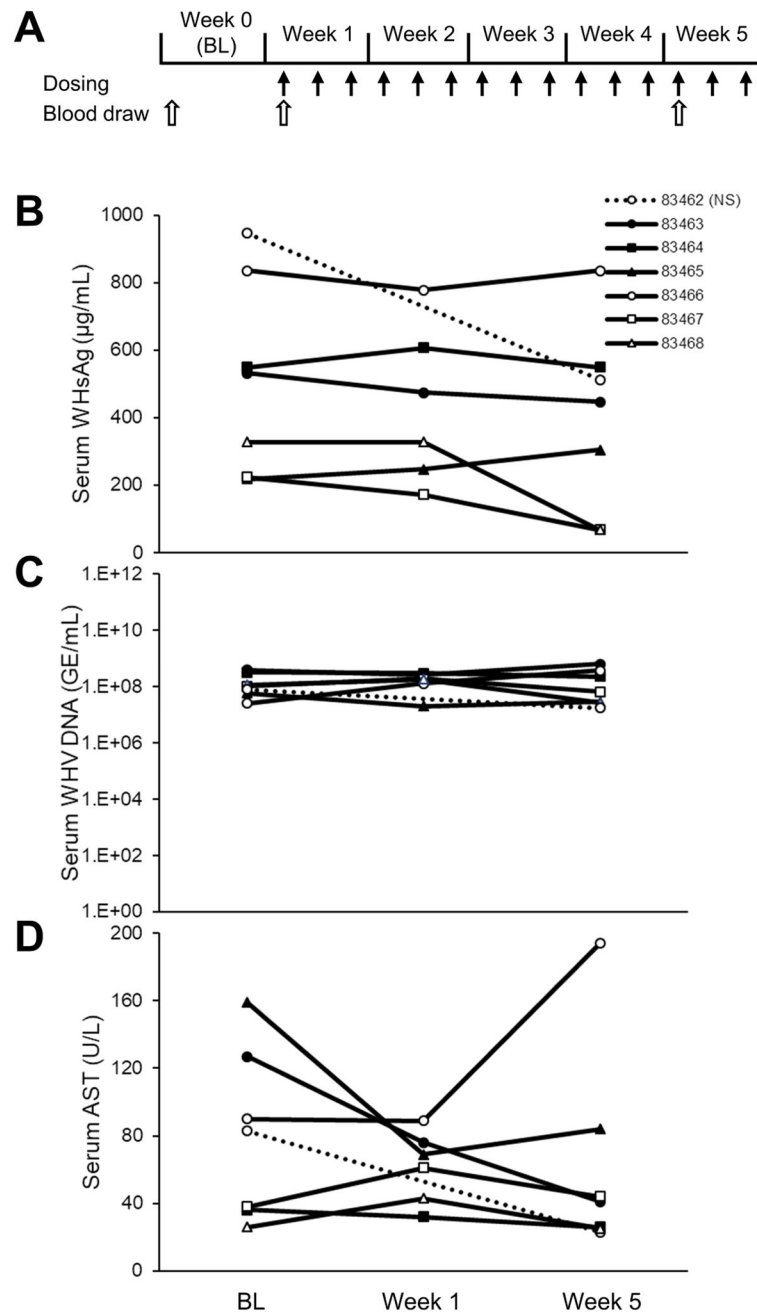 A
Week 0
(BL)
Week 1
Week 2
Week 3
Week 4
Week 5
Dosing
Blood draw
B
Serum WHsAg (µg/mL)
1000
800
600
400
200
0
83462 (NS)
83463
83464
83465
83466
83467
83468
C
Serum WHV DNA (GE/mL)
1.E+12
1.E+10
1.E+08
1.E+06
1.E+04
1.E+02
1.E+00
D
Serum AST (U/L)
200
160
120
80
40
0
BL
Week 1
Week 5